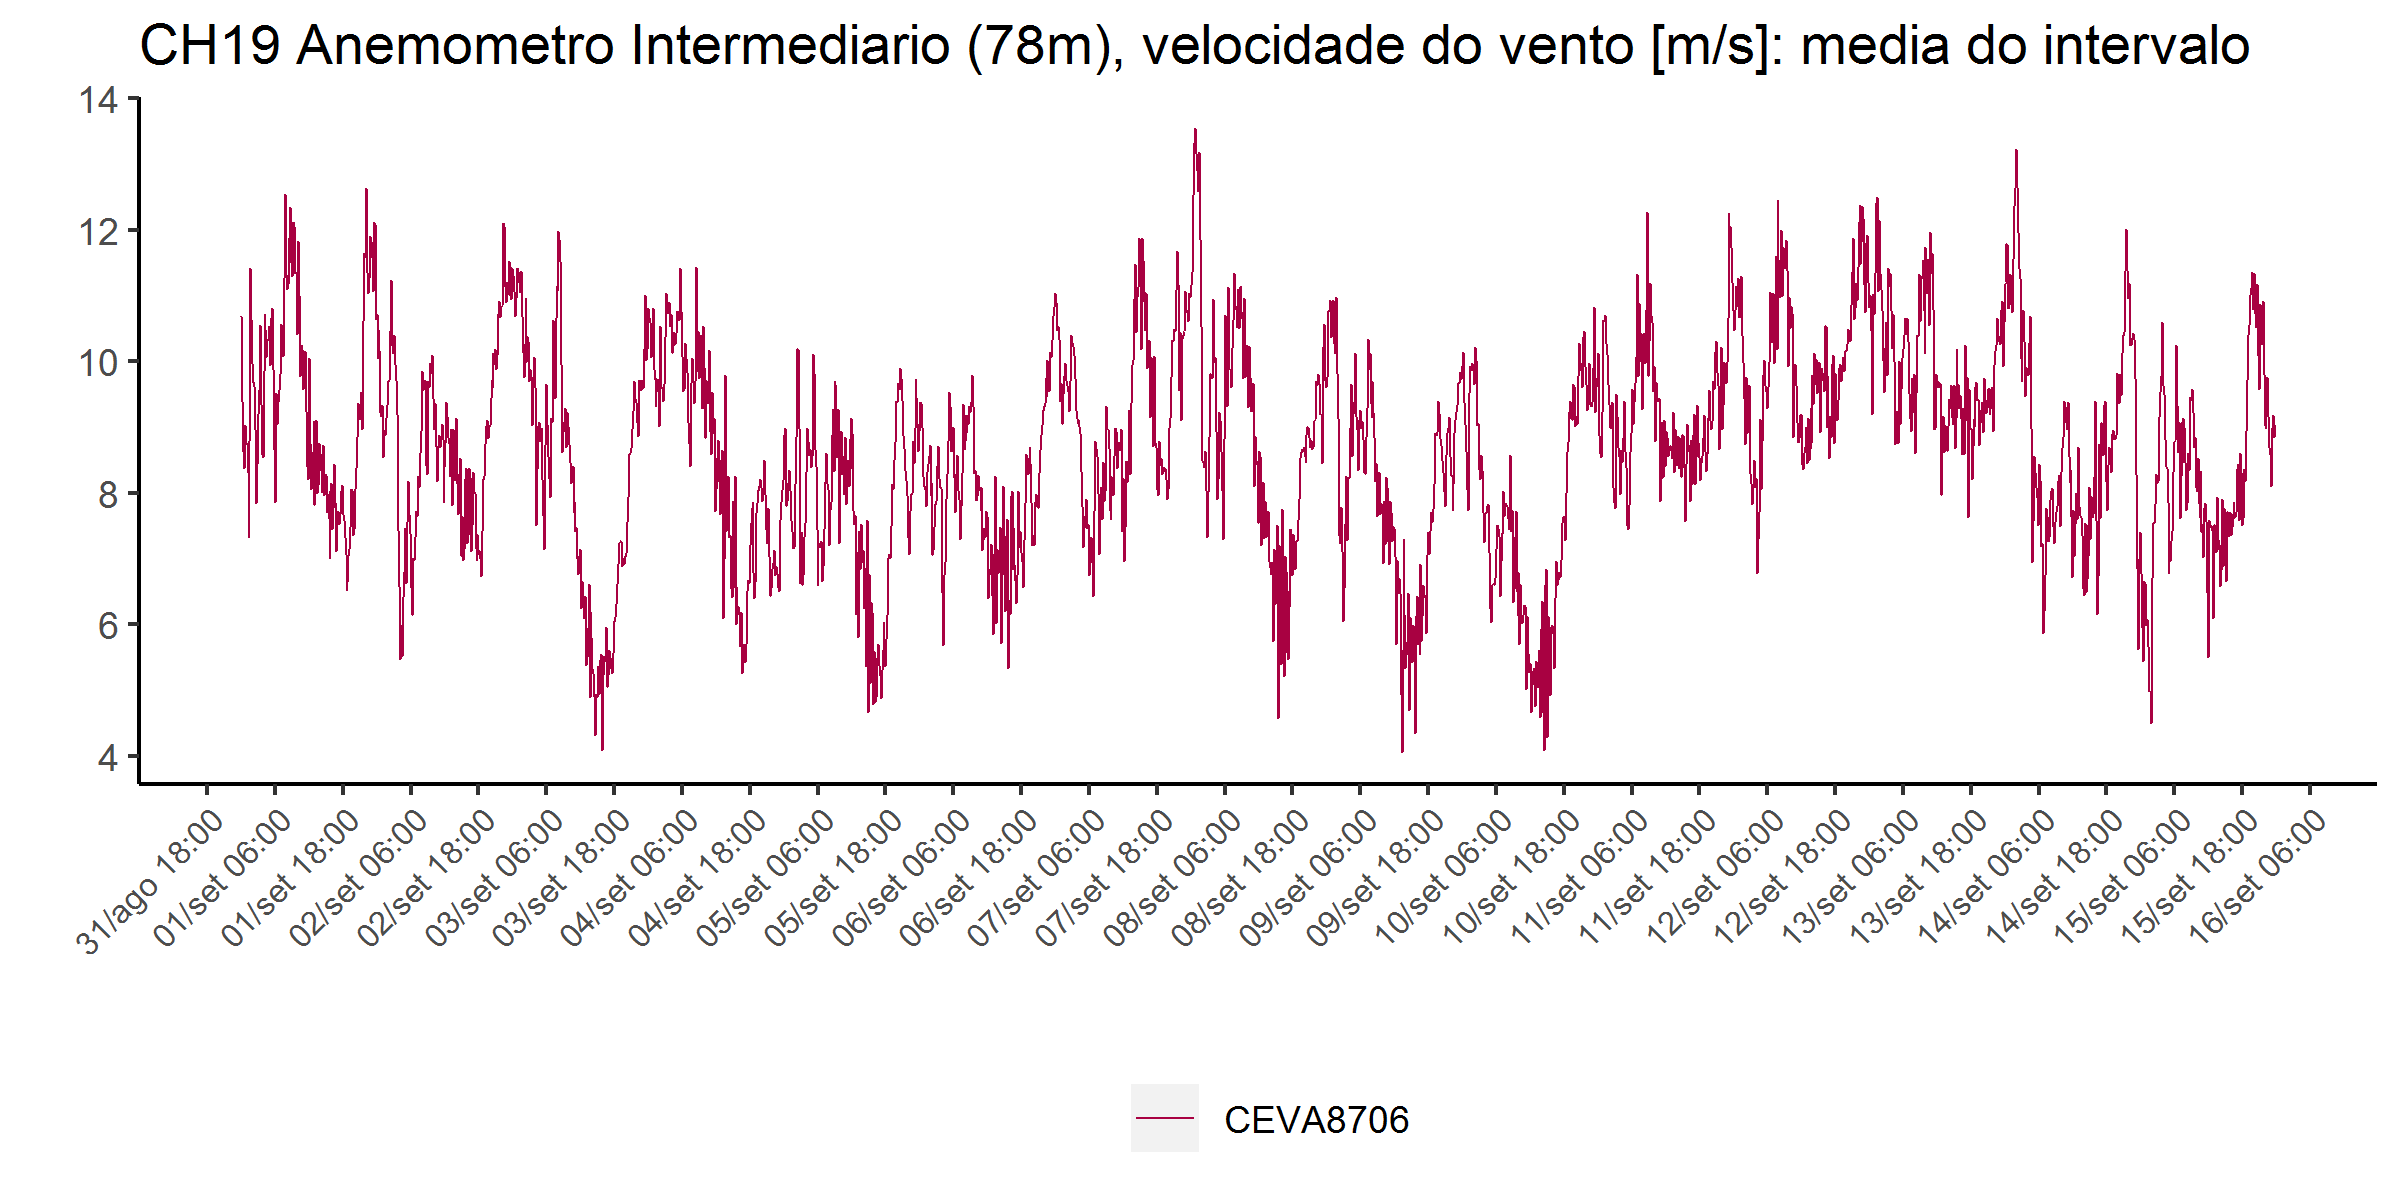 CH19 Anemometro Intermediario (78m), velocidade do vento [m/s]: media do intervalo
14
12
10
8
6
4
31/ago 18:00
01/set 06:00
01/set 18:00
02/set 06:00
02/set 18:00
03/set 06:00
03/set 18:00
04/set 06:00
04/set 18:00
05/set 06:00
05/set 18:00
06/set 06:00
06/set 18:00
07/set 06:00
07/set 18:00
08/set 06:00
08/set 18:00
09/set 06:00
09/set 18:00
10/set 06:00
10/set 18:00
11/set 06:00
11/set 18:00
12/set 06:00
12/set 18:00
13/set 06:00
13/set 18:00
14/set 06:00
14/set 18:00
15/set 06:00
15/set 18:00
16/set 06:00
CEVA8706